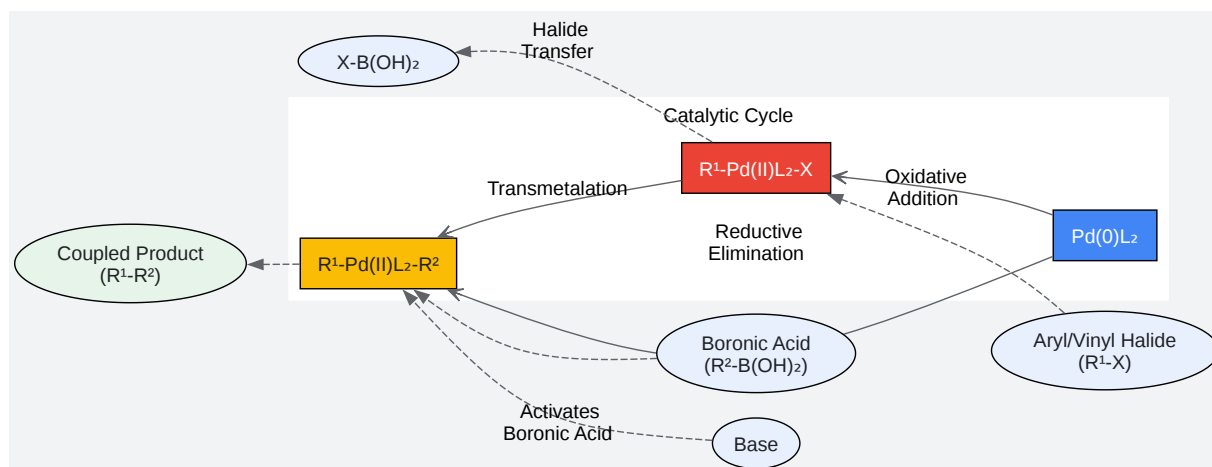 Halide
Transfer
X-B(OH)₂
Catalytic Cycle
R¹-Pd(II)L₂-X
Oxidative
Addition
Transmetalation
Pd(0)L₂
Reductive
Elimination
Coupled Product
(R¹-R²)
R¹-Pd(II)L₂-R²
Boronic Acid
(R²-B(OH)₂)
Aryl/Vinyl Halide
(R¹-X)
Activates
Boronic Acid
Base